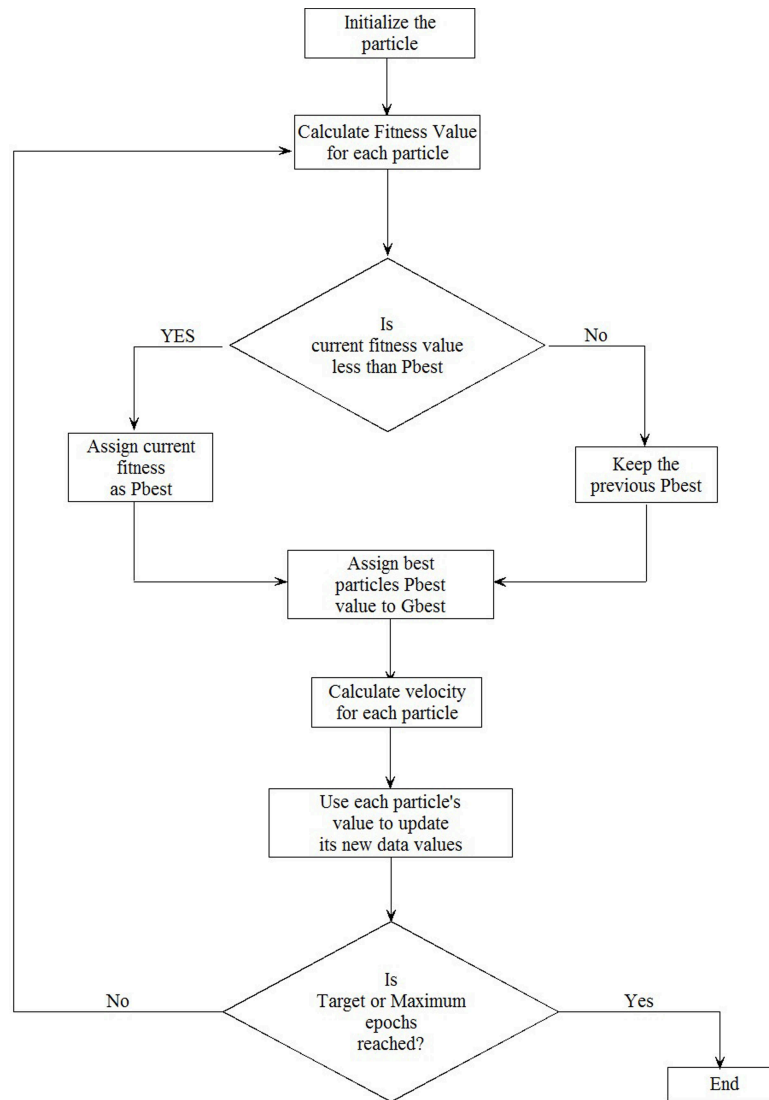 Initialize the
particle
Calculate Fitness Value
for each particle
Is
current fitness value
less than Pbest
YES
No
Assign current
fitness
as Pbest
Keep the
previous Pbest
Assign best
particles Pbest
value to Gbest
Calculate velocity
for each particle
Use each particle's
value to update
its new data values
Is
Target or Maximum
epochs
reached?
No
Yes
End